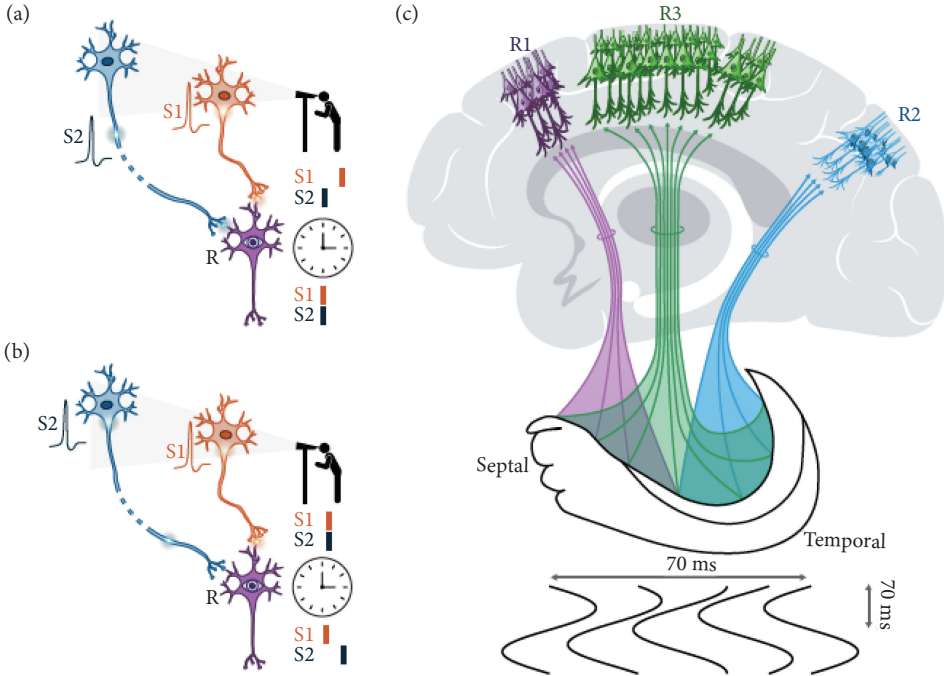 (a)
S1
S2
S1
S2
R
S1
S2
(b)
S2
S1
S1
S2
R
S1
S2
(c)
R3
R1
R2
Septal
Temporal
70 ms
70 ms